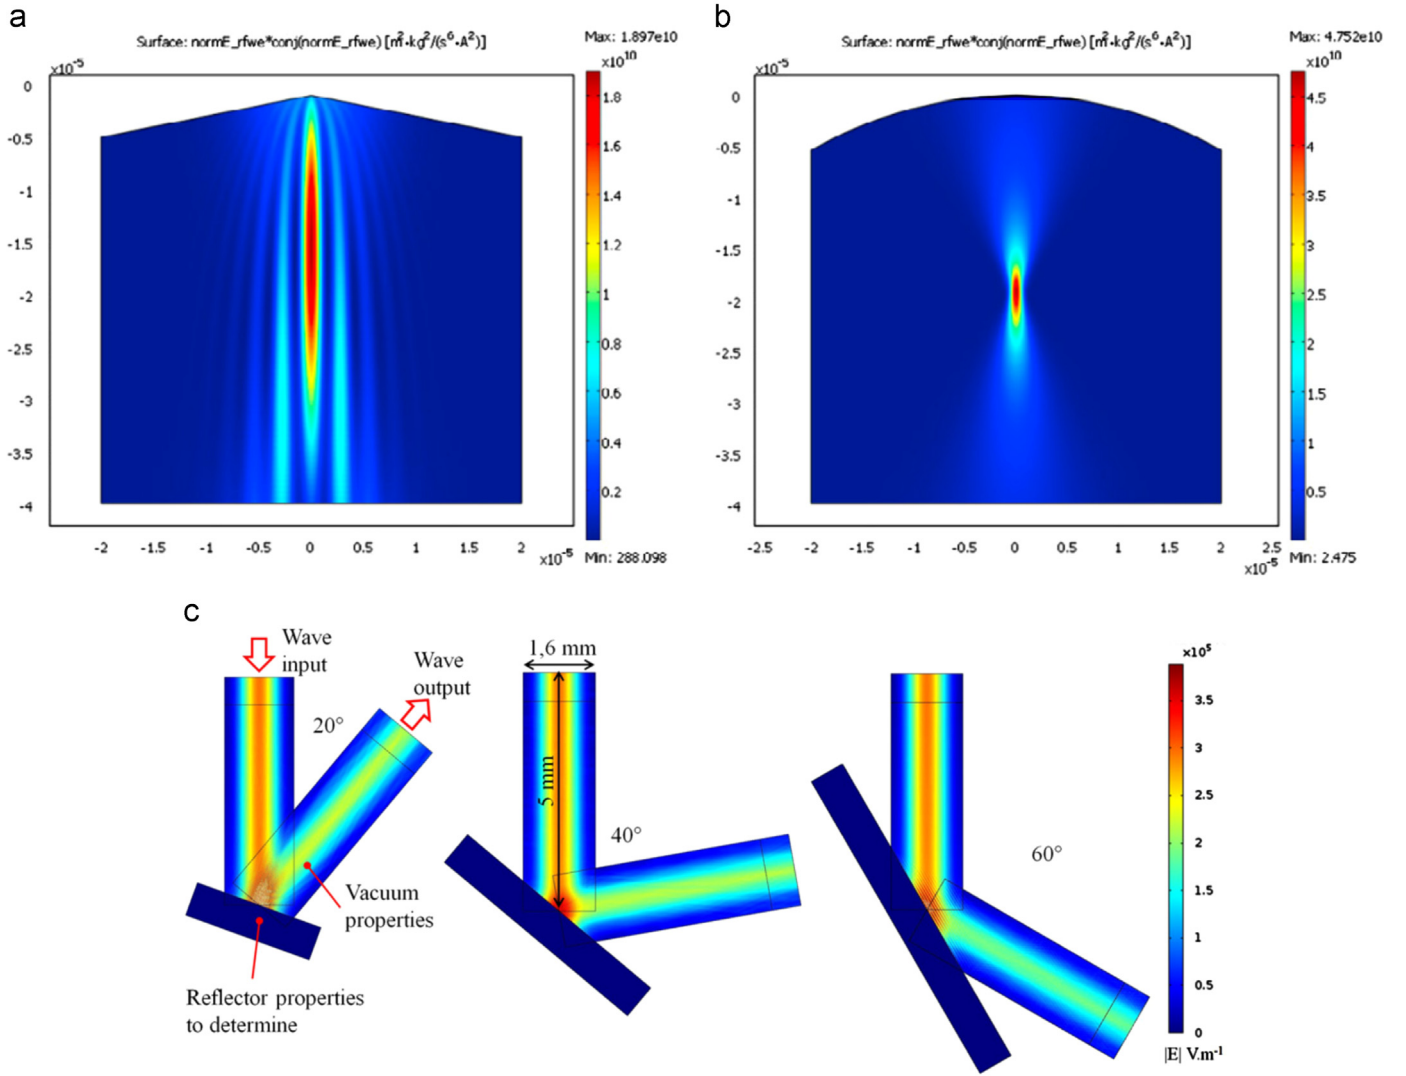 a
Surface: normE_rfwe*conj(normE_rfwe) [m²·kg²/(s⁶·A²)]
Max: 1.897e10
×10⁻⁵
×10¹⁰
0
-0.5
-1
-1.5
-2
-2.5
-3
-3.5
-4
1.8
1.6
1.4
1.2
1
0.8
0.6
0.4
0.2
-2 -1.5 -1 -0.5 0 0.5 1 1.5 2
×10⁻⁵
Min: 288.098
b
Surface: normE_rfwe*conj(normE_rfwe) [m²·kg²/(s⁶·A²)]
Max: 4.752e10
×10⁻⁵
×10¹⁰
0
-0.5
-1
-1.5
-2
-2.5
-3
-3.5
-4
4.5
4
3.5
3
2.5
2
1.5
1
0.5
-2.5 -2 -1.5 -1 -0.5 0 0.5 1 1.5 2 2.5
×10⁻⁵
Min: 2.475
c
Wave
input
Wave
output
20°
Vacuum
properties
Reflector properties
to determine
1,6 mm
5 mm
40°
60°
×10⁵
3.5
3
2.5
2
1.5
1
0.5
0
|E| V.m⁻¹